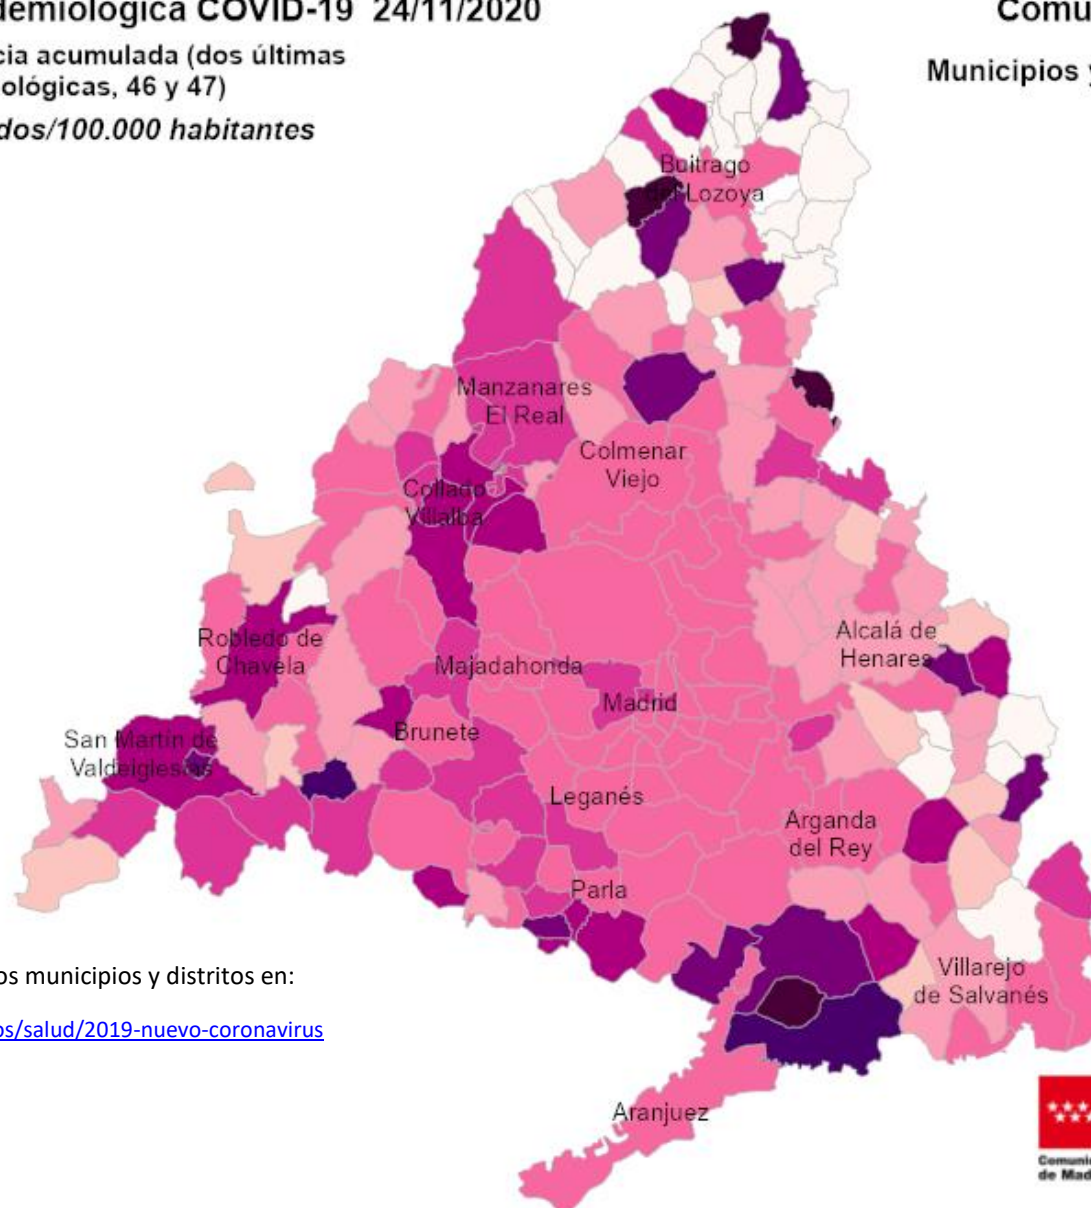 demiológica COVID-19 24/11/2020
Comu
cia acumulada (dos últimas
ológicas, 46 y 47)
Municipios y
dos/100.000 habitantes
Buitrago
del Lozoya
Manzanares
El Real
Colmenar
Viejo
Collado
Villalba
Alcalá de
Henares
Robledo de
Chavela
Majadahonda
Madrid
Brunete
San Martín de
Valdeiglesias
Leganés
Arganda
del Rey
Parla
Villarejo
de Salvanés
os municipios y distritos en:
os/salud/2019-nuevo-coronavirus
Aranjuez
Comuni
de Mad